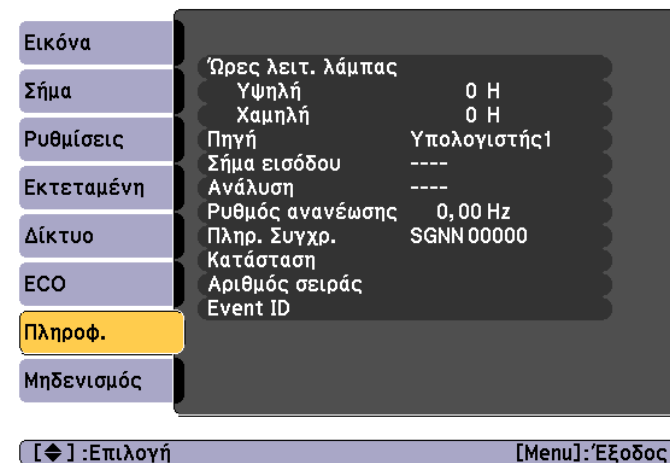 Εικόνα
Σήμα
Ρυθμίσεις
Εκτεταμένη
Δίκτυο
ECO
Πληροφ.
Μηδενισμός
Ώρες λειτ. λάμπας
Υψηλή 0 H
Χαμηλή 0 H
Πηγή Υπολογιστής1
Σήμα εισόδου ----
Ανάλυση ----
Ρυθμός ανανέωσης 0,00 Hz
Πληρ. Συγχρ. SGNN 00000
Κατάσταση
Αριθμός σειράς
Event ID
[◆] :Επιλογή [Menu]:Έξοδος